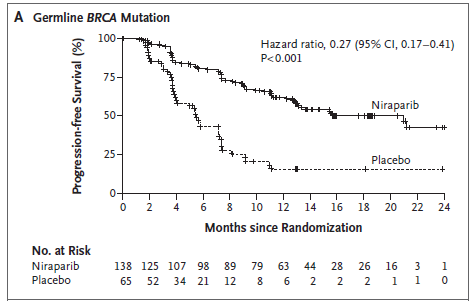 A Germline BRCA Mutation
Progression-free Survival (%)
100
75
50
25
0
Hazard ratio, 0.27 (95% CI, 0.17–0.41)
P<0.001
Niraparib
Placebo
0 2 4 6 8 10 12 14 16 18 20 22 24
Months since Randomization
No. at Risk
Niraparib 138 125 107 98 89 79 63 44 28 26 16 3 1
Placebo 65 52 34 21 12 8 6 2 2 2 1 1 0